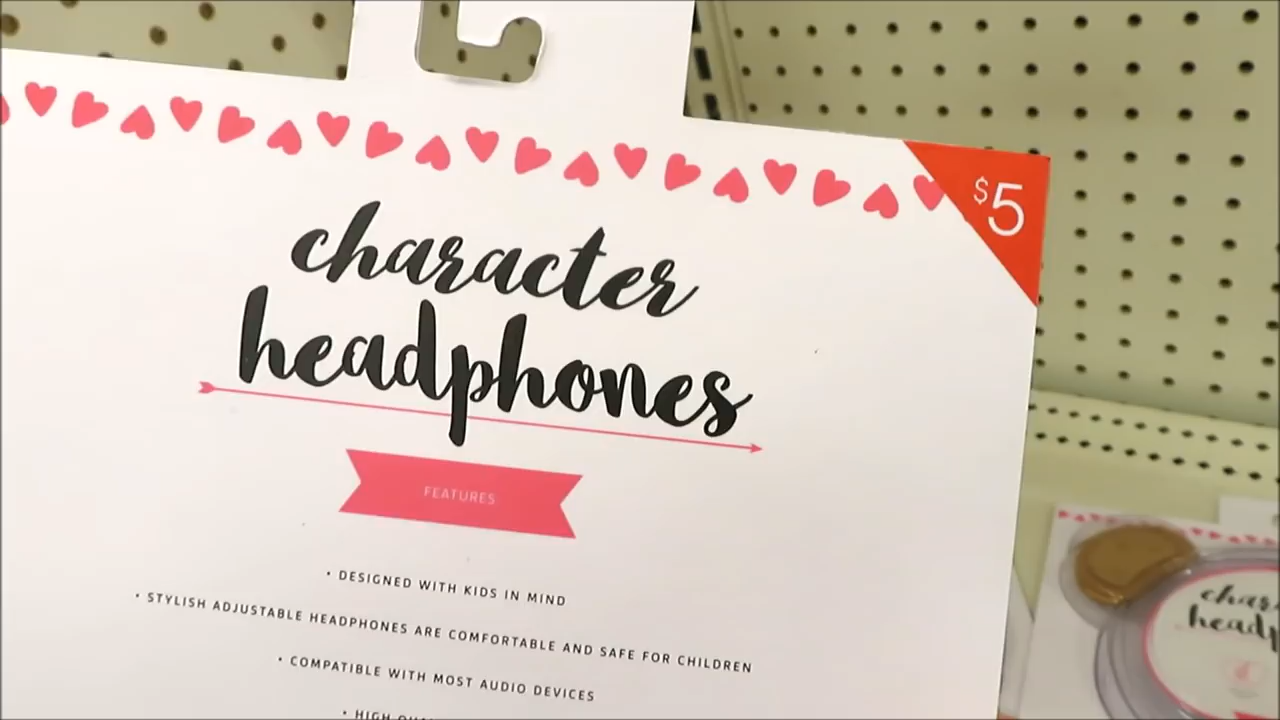 $5
character
headphones
FEATURES
• DESIGNED WITH KIDS IN MIND
• STYLISH ADJUSTABLE HEADPHONES ARE COMFORTABLE AND SAFE FOR CHILDREN
• COMPATIBLE WITH MOST AUDIO DEVICES
• HIGH